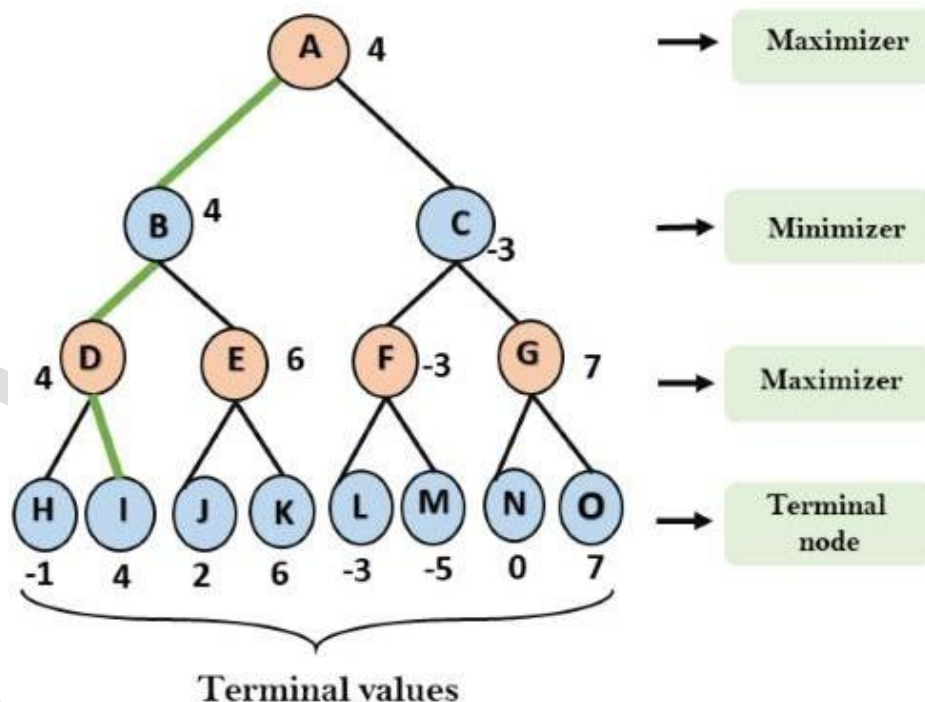 A 4 Maximizer
B 4 C -3 Minimizer
D 4 E 6 F -3 G 7 Maximizer
H I J K L M N O Terminal
node
-1 4 2 6 -3 -5 0 7
Terminal values